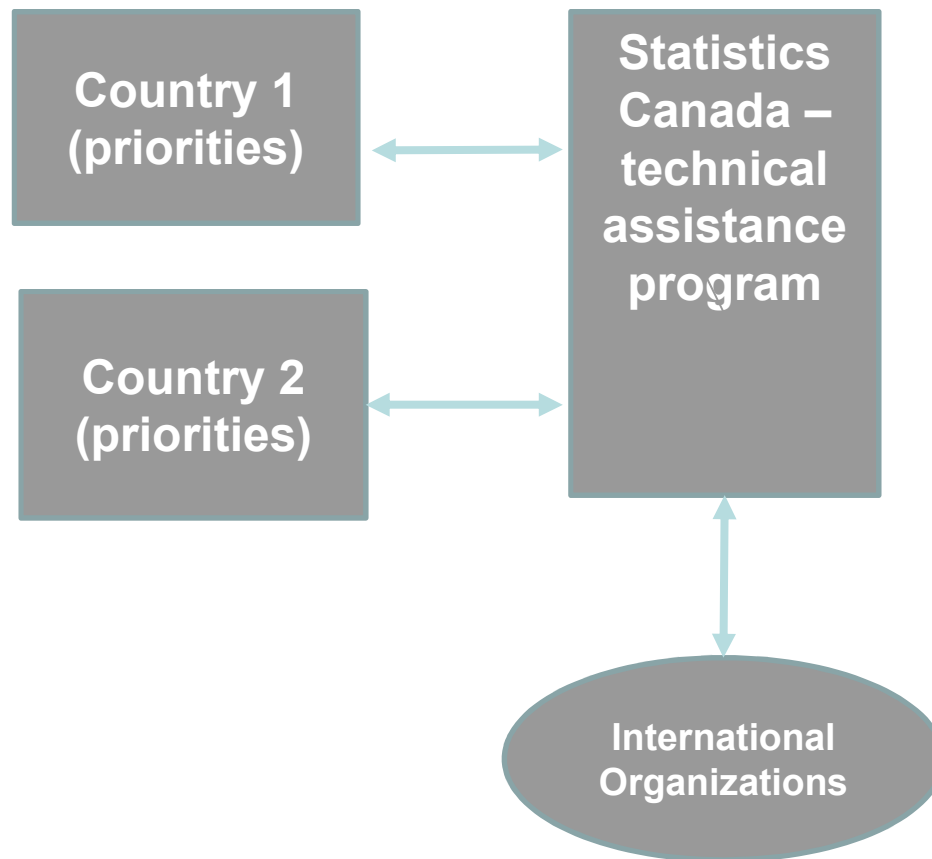 Country 1
(priorities)
Statistics
Canada –
technical
assistance
program
Country 2
(priorities)
International
Organizations